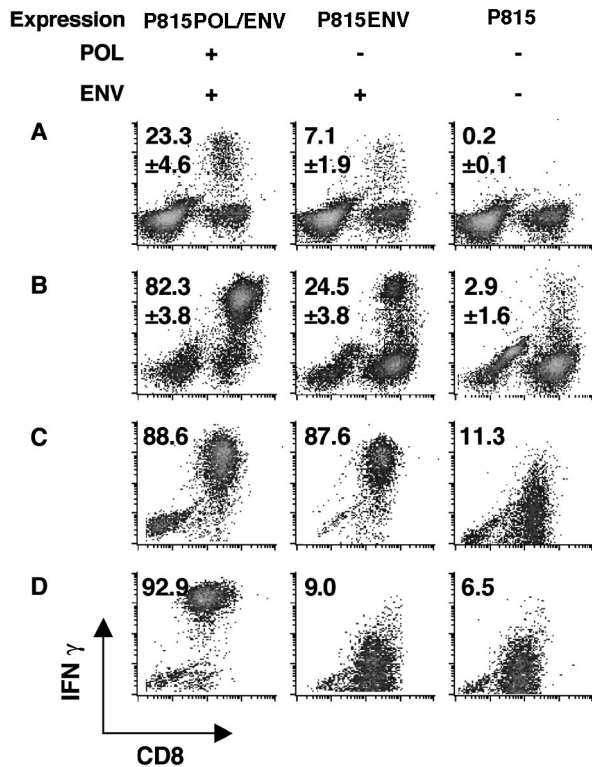 Expression P815POL/ENV P815ENV P815
POL + - -
ENV + + -
A 23.3 7.1 0.2
±4.6 ±1.9 ±0.1
B 82.3 24.5 2.9
±3.8 ±3.8 ±1.6
C 88.6 87.6 11.3
D 92.9 9.0 6.5
IFN γ
CD8